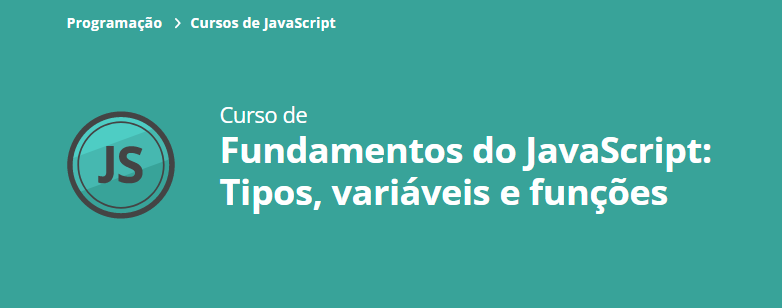 Programação > Cursos de JavaScript
JS
Curso de
Fundamentos do JavaScript:
Tipos, variáveis e funções